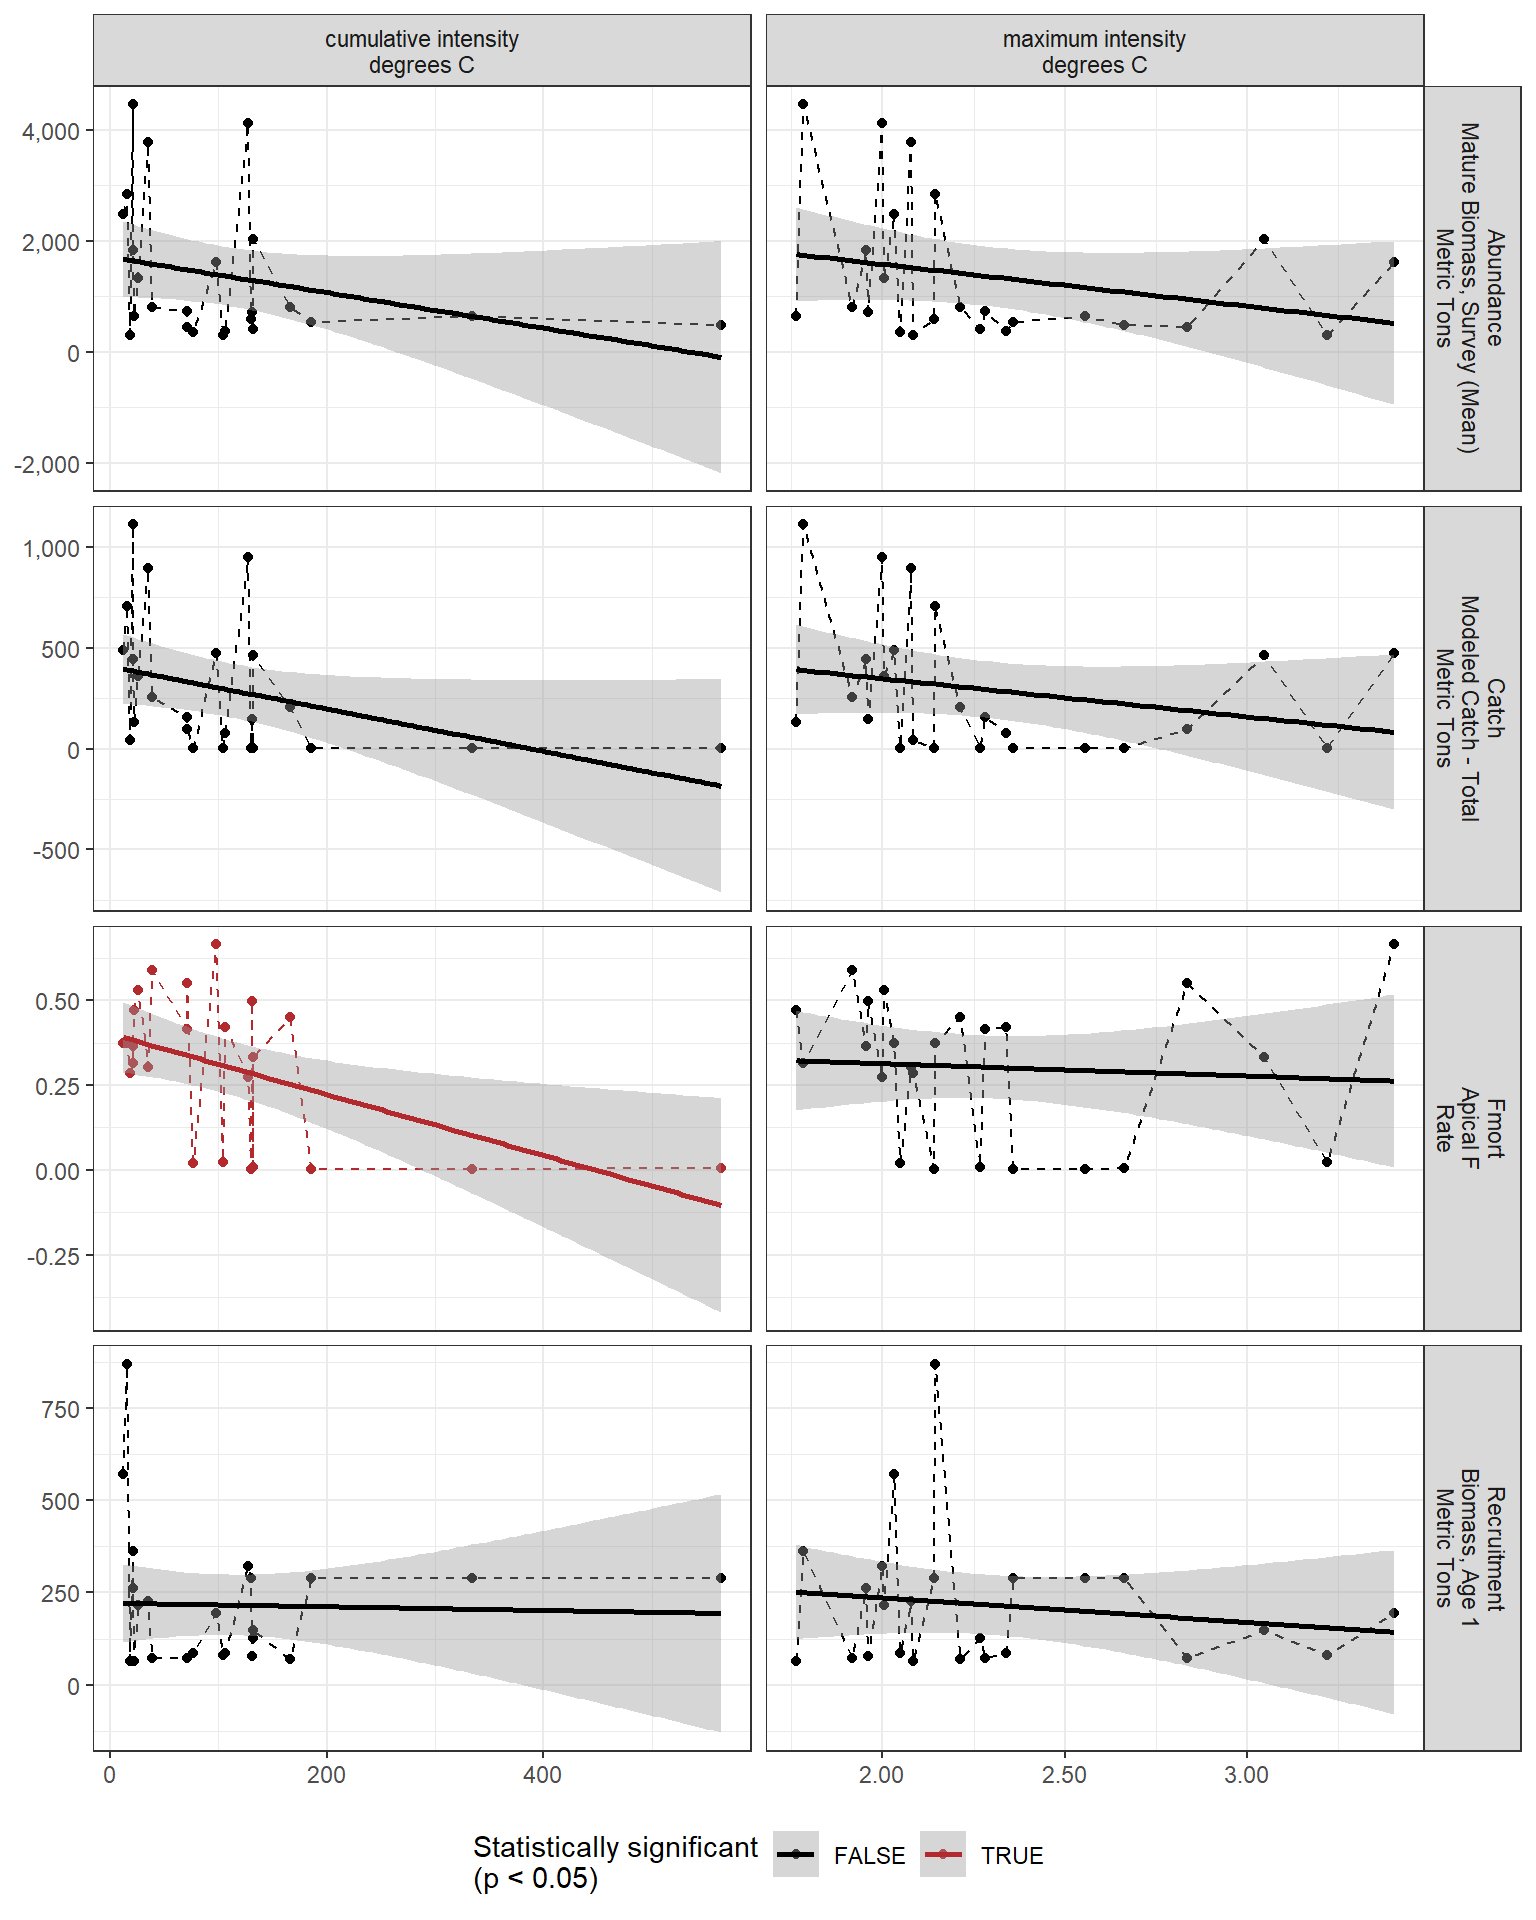 cumulative intensity
degrees C
maximum intensity
degrees C
4,000
2,000
0
-2,000
Abundance
Mature Biomass, Survey (Mean)
Metric Tons
1,000
500
0
-500
Catch
Modeled Catch - Total
Metric Tons
0.50
0.25
0.00
-0.25
Fmort
Apical F
Rate
750
500
250
0
Recruitment
Biomass, Age 1
Metric Tons
0 200 400
2.00 2.50 3.00
Statistically significant
(p < 0.05)
FALSE
TRUE